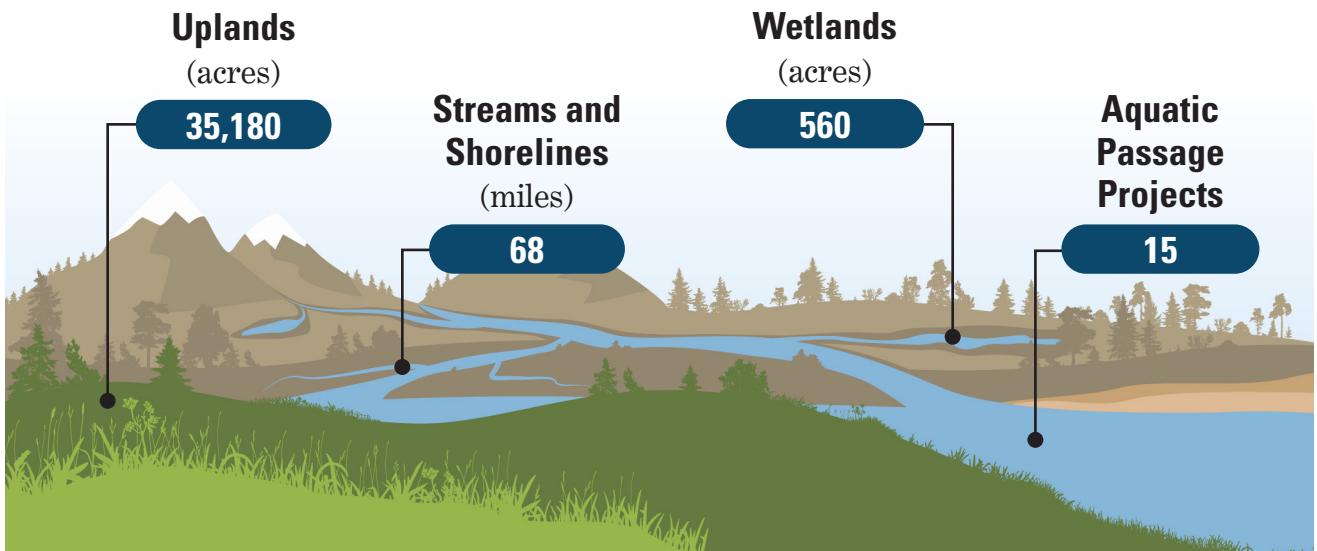 Uplands
(acres)
35,180
Streams and
Shorelines
(miles)
68
Wetlands
(acres)
560
Aquatic
Passage
Projects
15